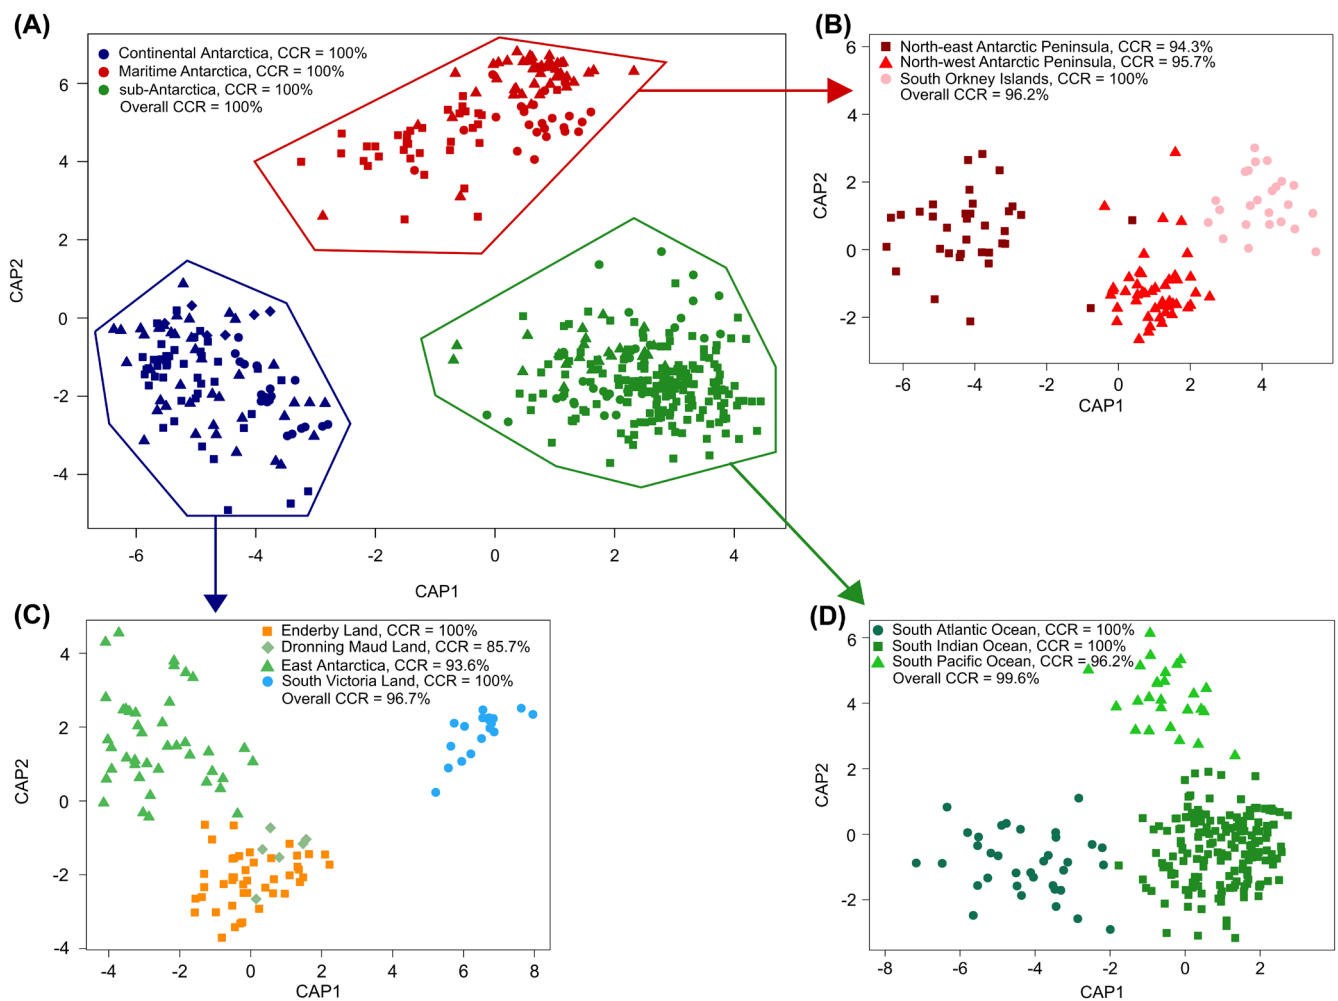 (A)
Continental Antarctica, CCR = 100%
Maritime Antarctica, CCR = 100%
sub-Antarctica, CCR = 100%
Overall CCR = 100%
CAP2
6
4
2
0
-2
-4
-6
-4
-2
0
2
4
CAP1
(B)
North-east Antarctic Peninsula, CCR = 94.3%
North-west Antarctic Peninsula, CCR = 95.7%
South Orkney Islands, CCR = 100%
Overall CCR = 96.2%
CAP2
6
4
2
0
-2
-6
-4
-2
0
2
4
CAP1
(C)
Enderby Land, CCR = 100%
Dronning Maud Land, CCR = 85.7%
East Antarctica, CCR = 93.6%
South Victoria Land, CCR = 100%
Overall CCR = 96.7%
CAP2
4
2
0
-2
-4
-4
-2
0
2
4
6
8
CAP1
(D)
South Atlantic Ocean, CCR = 100%
South Indian Ocean, CCR = 100%
South Pacific Ocean, CCR = 96.2%
Overall CCR = 99.6%
CAP2
6
4
2
0
-2
-8
-6
-4
-2
0
2
CAP1